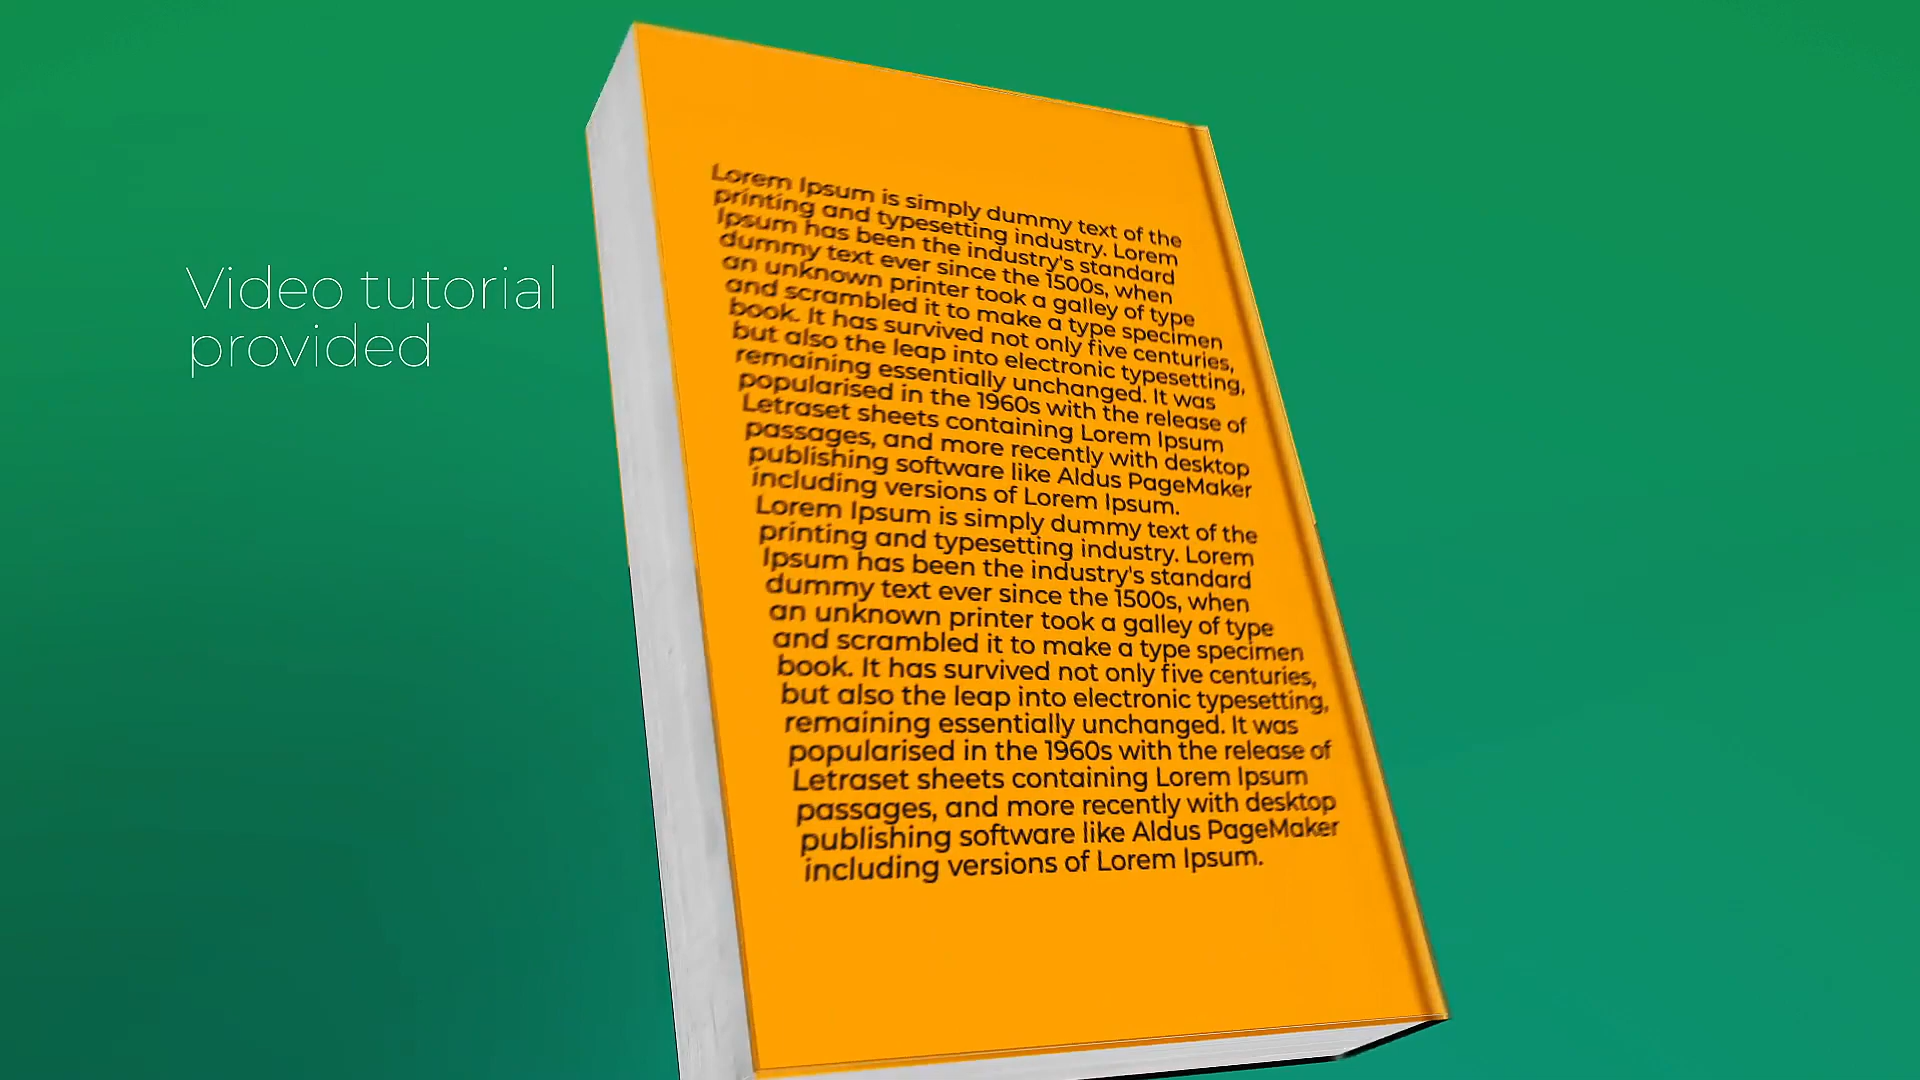 Video tutorial
provided
Lorem Ipsum is simply dummy text of the
printing and typesetting industry. Lorem
Ipsum has been the industry's standard
dummy text ever since the 1500s, when
an unknown printer took a galley of type
and scrambled it to make a type specimen
book. It has survived not only five centuries,
but also the leap into electronic typesetting,
remaining essentially unchanged. It was
popularised in the 1960s with the release of
Letraset sheets containing Lorem Ipsum
passages, and more recently with desktop
publishing software like Aldus PageMaker
including versions of Lorem Ipsum.
Lorem Ipsum is simply dummy text of the
printing and typesetting industry. Lorem
Ipsum has been the industry's standard
dummy text ever since the 1500s, when
an unknown printer took a galley of type
and scrambled it to make a type specimen
book. It has survived not only five centuries,
but also the leap into electronic typesetting,
remaining essentially unchanged. It was
popularised in the 1960s with the release of
Letraset sheets containing Lorem Ipsum
passages, and more recently with desktop
publishing software like Aldus PageMaker
including versions of Lorem Ipsum.